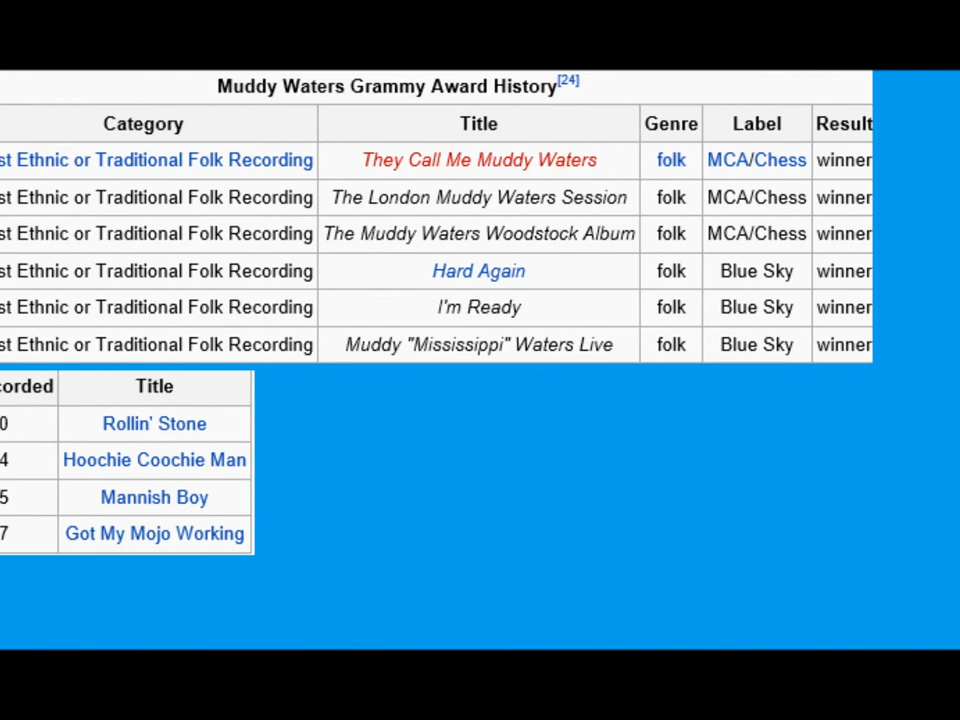 Muddy Waters Grammy Award History[24]
Category Title Genre Label Result
st Ethnic or Traditional Folk Recording They Call Me Muddy Waters folk MCA/Chess winner
st Ethnic or Traditional Folk Recording The London Muddy Waters Session folk MCA/Chess winner
st Ethnic or Traditional Folk Recording The Muddy Waters Woodstock Album folk MCA/Chess winner
st Ethnic or Traditional Folk Recording Hard Again folk Blue Sky winner
st Ethnic or Traditional Folk Recording I'm Ready folk Blue Sky winner
st Ethnic or Traditional Folk Recording Muddy "Mississippi" Waters Live folk Blue Sky winner
corded Title
0 Rollin' Stone
4 Hoochie Coochie Man
5 Mannish Boy
7 Got My Mojo Working